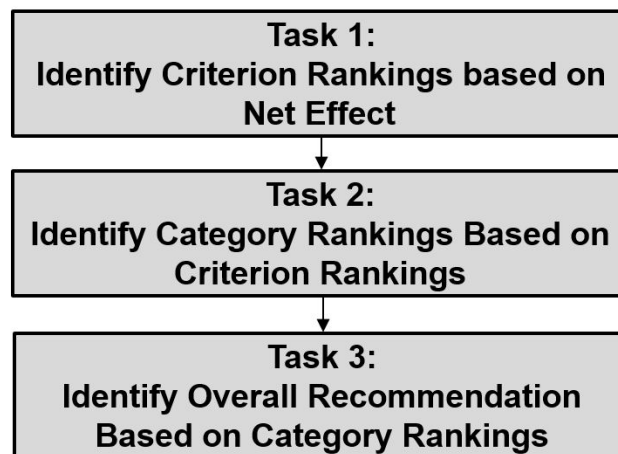 Task 1:
Identify Criterion Rankings based on
Net Effect
Task 2:
Identify Category Rankings Based on
Criterion Rankings
Task 3:
Identify Overall Recommendation
Based on Category Rankings